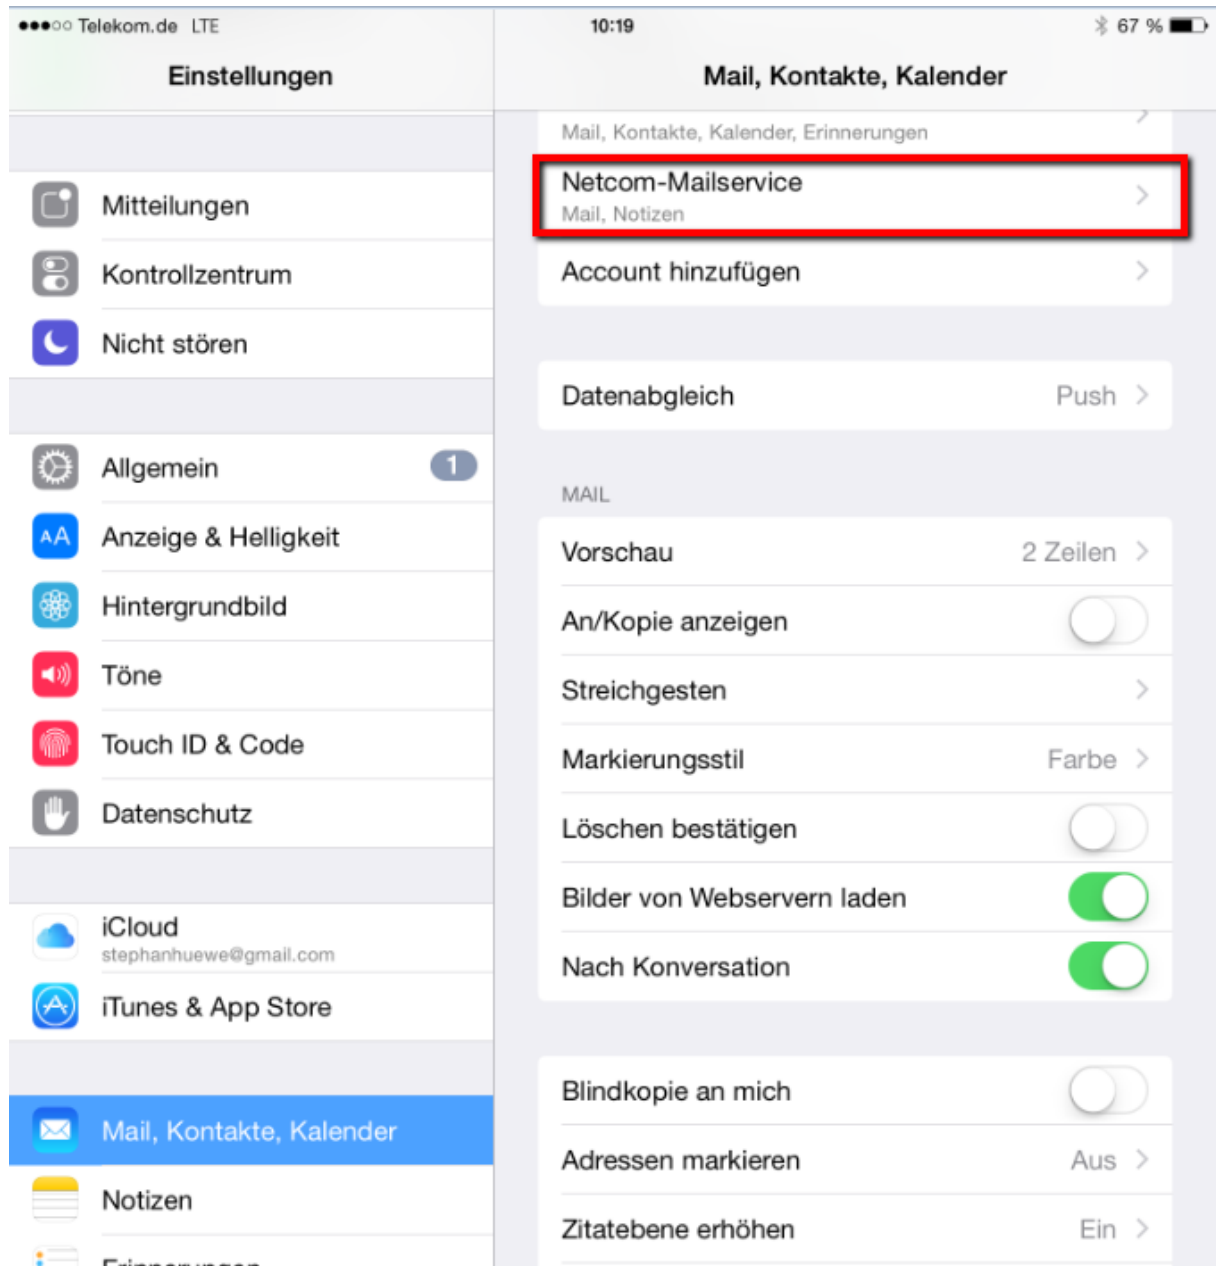 Telekom.de LTE
10:19
67 %
Einstellungen
Mitteilungen
Kontrollzentrum
Nicht stören
Allgemein
1
AA Anzeige & Helligkeit
Hintergrundbild
Töne
Touch ID & Code
Datenschutz
iCloud
stephanhuewe@gmail.com
iTunes & App Store
Mail, Kontakte, Kalender
Notizen
Erinnerungen
Mail, Kontakte, Kalender
Mail, Kontakte, Kalender, Erinnerungen
Netcom-Mailservice
Mail, Notizen
Account hinzufügen
Datenabgleich Push
MAIL
Vorschau 2 Zeilen
An/Kopie anzeigen
Streichgesten
Markierungsstil Farbe
Löschen bestätigen
Bilder von Webservern laden
Nach Konversation
Blindkopie an mich
Adressen markieren Aus
Zitatebene erhöhen Ein